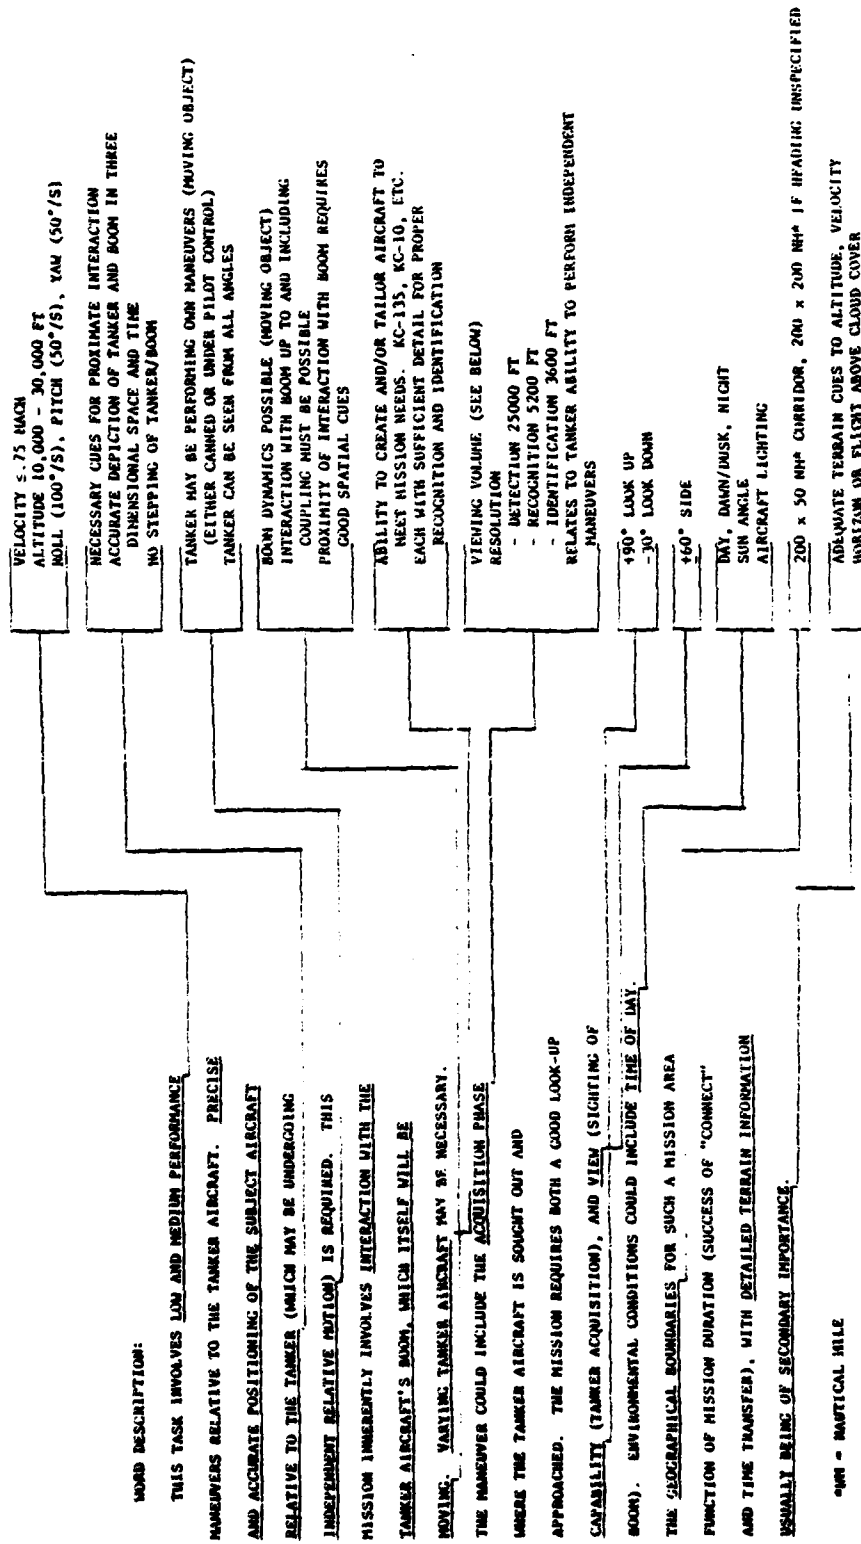 WORD DESCRIPTION:
THIS TASK INVOLVES LOW AND MEDIUM PERFORMANCE
MANEUVERS RELATIVE TO THE TANKER AIRCRAFT. PRECISE
AND ACCURATE POSITIONING OF THE SUBJECT AIRCRAFT
RELATIVE TO THE TANKER (WHICH MAY BE UNDERGOING
INDEPENDENT RELATIVE MOTION) IS REQUIRED. THIS
MISSION INHERENTLY INVOLVES INTERACTION WITH THE
TANKER AIRCRAFT'S BOOM, WHICH ITSELF WILL BE
MOVING. VARYING TANKER AIRCRAFT MAY BE NECESSARY.
THE MANEUVER COULD INCLUDE THE ACQUISITION PHASE
WHERE THE TANKER AIRCRAFT IS SOUGHT OUT AND
APPROACHED. THE MISSION REQUIRES BOTH A GOOD LOOK-UP
CAPABILITY (TANKER ACQUISITION), AND VIEW (SIGHTING OF
BOOM). ENVIRONMENTAL CONDITIONS COULD INCLUDE TIME OF DAY.
THE GEOGRAPHICAL BOUNDARIES FOR SUCH A MISSION AREA
FUNCTION OF MISSION DURATION (SUCCESS OF "CONNECT"
AND TIME TRANSFER), WITH DETAILED TERRAIN INFORMATION
USUALLY BEING OF SECONDARY IMPORTANCE.
*NM = NAUTICAL MILE
VELOCITY ≤ .75 MACH
ALTITUDE 10,000 - 30,000 FT
ROLL (100°/S), PITCH (50°/S), YAW (50°/S)
NECESSARY CUES FOR PROXIMATE INTERACTION
ACCURATE DEPICTION OF TANKER AND BOOM IN THREE
DIMENSIONAL SPACE AND TIME
NO STEPPING OF TANKER/BOOM
TANKER MAY BE PERFORMING OWN MANEUVERS (MOVING OBJECT)
(EITHER CANNED OR UNDER PILOT CONTROL)
TANKER CAN BE SEEN FROM ALL ANGLES
BOOM DYNAMICS POSSIBLE (MOVING OBJECT)
INTERACTION WITH BOOM UP TO AND INCLUDING
COUPLING MUST BE POSSIBLE
PROXIMITY OF INTERACTION WITH BOOM REQUIRES
GOOD SPATIAL CUES
ABILITY TO CREATE AND/OR TAILOR AIRCRAFT TO
MEET MISSION NEEDS. KC-135, KC-10, ETC.
EACH WITH SUFFICIENT DETAIL FOR PROPER
RECOGNITION AND IDENTIFICATION
VIEWING VOLUME (SEE BELOW)
RESOLUTION
- DETECTION 25000 FT
- RECOGNITION 5200 FT
- IDENTIFICATION 3600 FT
RELATES TO TANKER ABILITY TO PERFORM INDEPENDENT
MANEUVERS
+90° LOOK UP
-30° LOOK DOWN
±60° SIDE
DAY, DAWN/DUSK, NIGHT
SUN ANGLE
AIRCRAFT LIGHTING
200 x 50 NM* CORRIDOR, 200 x 200 NM* IF HEADING UNSPECIFIED
ADEQUATE TERRAIN CUES TO ALTITUDE, VELOCITY
HORIZON OR FLIGHT ABOVE CLOUD COVER